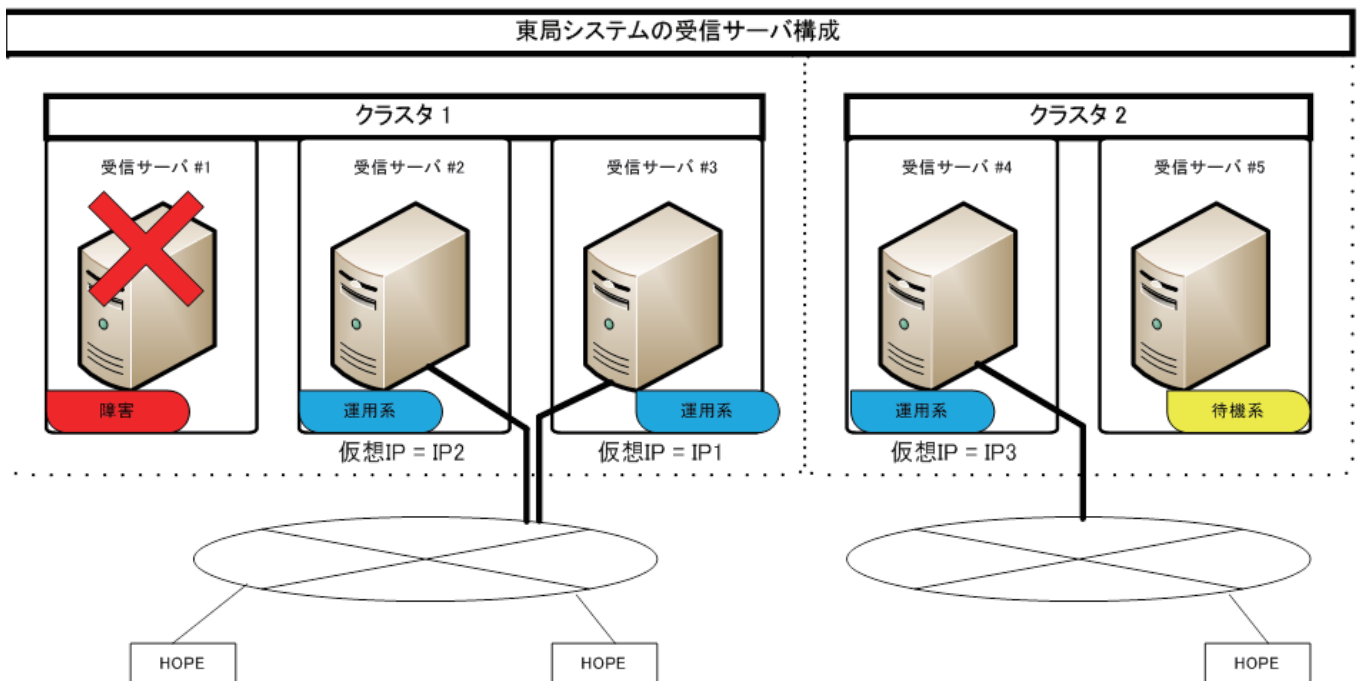 東局システムの受信サーバ構成
クラスタ 1
クラスタ 2
受信サーバ #1
受信サーバ #2
受信サーバ #3
受信サーバ #4
受信サーバ #5
障害
運用系
運用系
運用系
待機系
仮想IP = IP2
仮想IP = IP1
仮想IP = IP3
HOPE
HOPE
HOPE